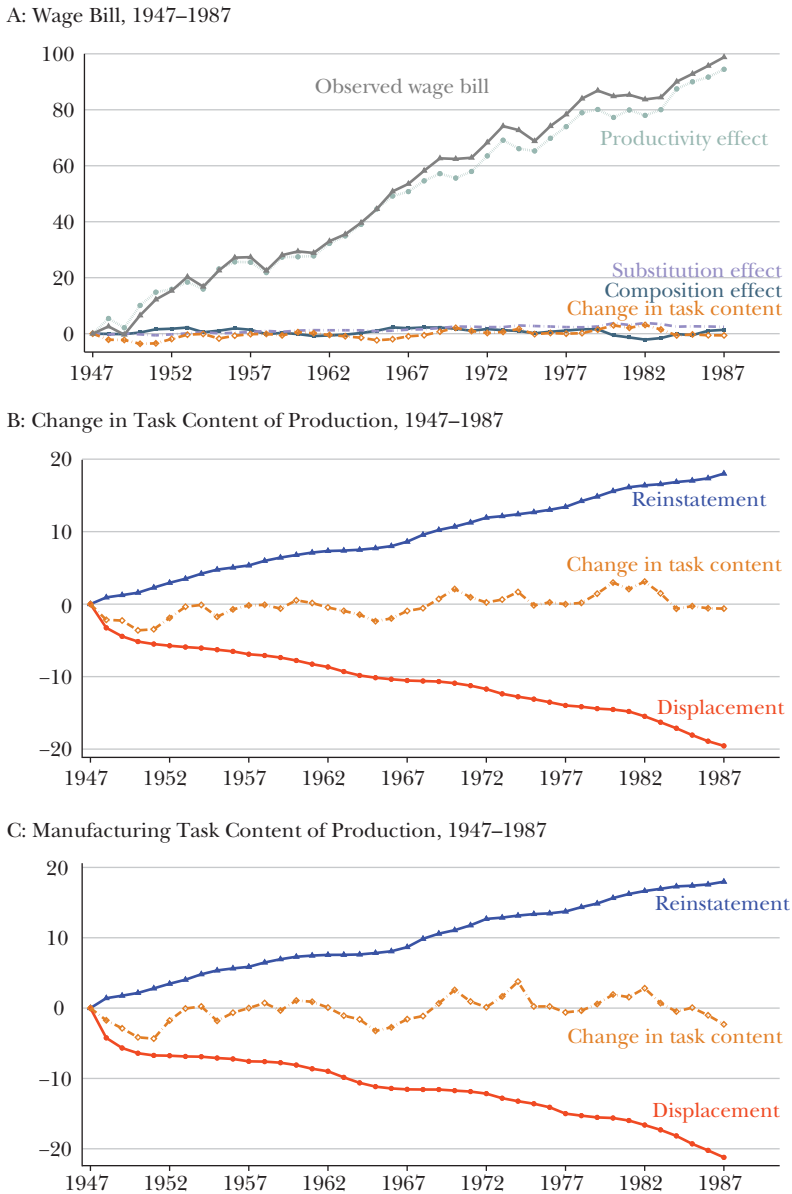 A: Wage Bill, 1947–1987
100
Observed wage bill
80
Productivity effect
60
40
Substitution effect
20
Composition effect
Change in task content
0
1947 1952 1957 1962 1967 1972 1977 1982 1987
B: Change in Task Content of Production, 1947–1987
20
Reinstatement
10
Change in task content
0
−10
Displacement
−20
1947 1952 1957 1962 1967 1972 1977 1982 1987
C: Manufacturing Task Content of Production, 1947–1987
20
Reinstatement
10
0
Change in task content
−10
Displacement
−20
1947 1952 1957 1962 1967 1972 1977 1982 1987